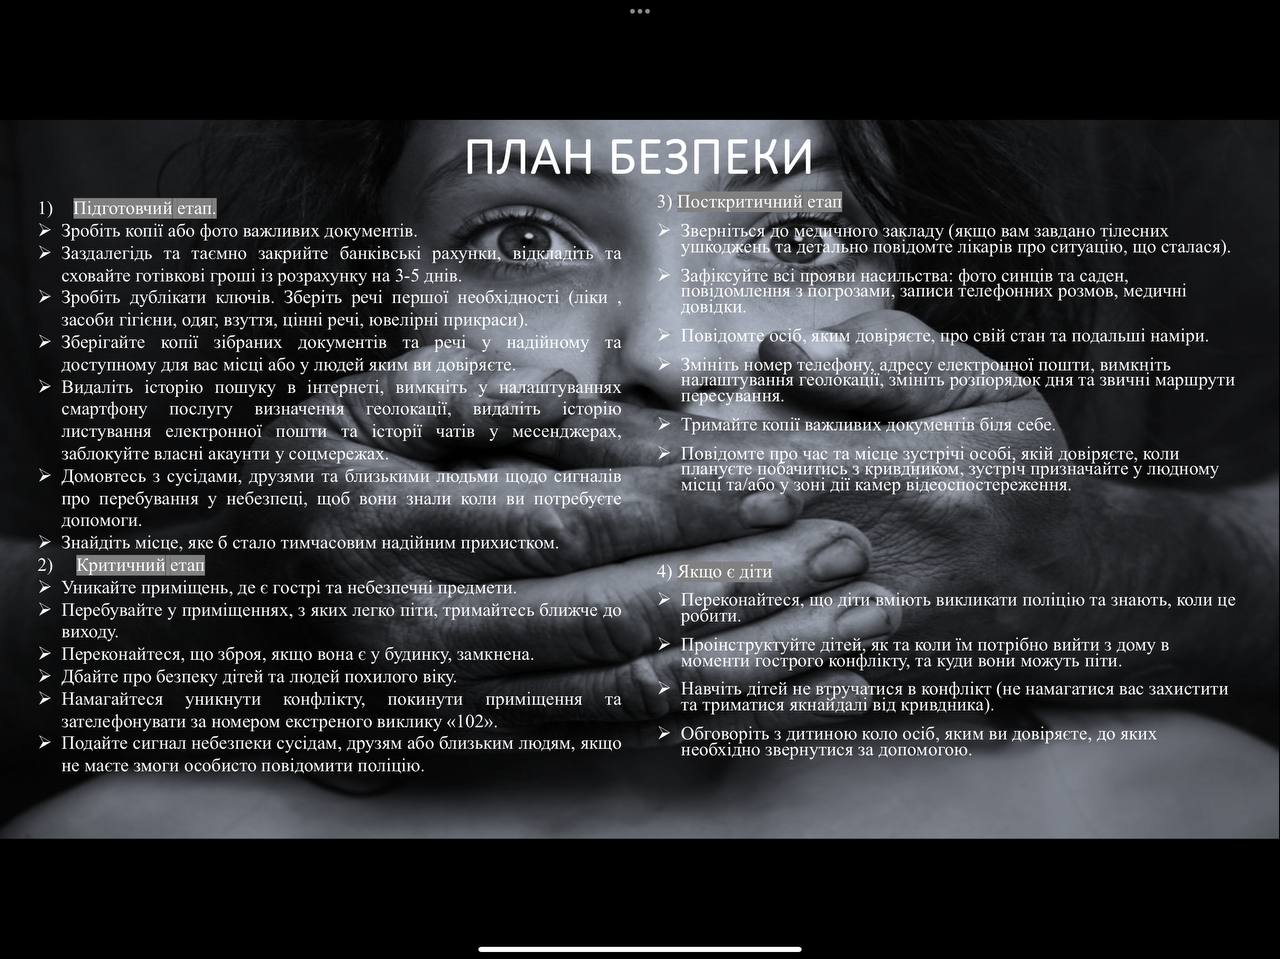 ПЛАН БЕЗПЕКИ
1) Підготовчий етап.
➢ Зробіть копії або фото важливих документів.
➢ Заздалегідь та таємно закрийте банківські рахунки, відкладіть та
сховайте готівкові гроші із розрахунку на 3-5 днів.
➢ Зробіть дублікати ключів. Зберіть речі першої необхідності (ліки ,
засоби гігієни, одяг, взуття, цінні речі, ювелірні прикраси).
➢ Зберігайте копії зібраних документів та речі у надійному та
доступному для вас місці або у людей яким ви довіряєте.
➢ Видаліть історію пошуку в інтернеті, вимкніть у налаштуваннях
смартфону послугу визначення геолокації, видаліть історію
листування електронної пошти та історії чатів у месенджерах,
заблокуйте власні акаунти у соцмережах.
➢ Домовтесь з сусідами, друзями та близькими людьми щодо сигналів
про перебування у небезпеці, щоб вони знали коли ви потребуєте
допомоги.
➢ Знайдіть місце, яке б стало тимчасовим надійним прихистком.
2) Критичний етап
➢ Уникайте приміщень, де є гострі та небезпечні предмети.
➢ Перебувайте у приміщеннях, з яких легко піти, тримайтесь ближче до
виходу.
➢ Переконайтеся, що зброя, якщо вона є у будинку, замкнена.
➢ Дбайте про безпеку дітей та людей похилого віку.
➢ Намагайтеся уникнути конфлікту, покинути приміщення та
зателефонувати за номером екстреного виклику «102».
➢ Подайте сигнал небезпеки сусідам, друзям або близьким людям, якщо
не маєте змоги особисто повідомити поліцію.
3) Посткритичний етап
➢ Зверніться до медичного закладу (якщо вам завдано тілесних
ушкоджень та детально повідомте лікарів про ситуацію, що сталася).
➢ Зафіксуйте всі прояви насильства: фото синців та саден,
повідомлення з погрозами, записи телефонних розмов, медичні
довідки.
➢ Повідомте осіб, яким довіряєте, про свій стан та подальші наміри.
➢ Змініть номер телефону, адресу електронної пошти, вимкніть
налаштування геолокації, змініть розпорядок дня та звичні маршрути
пересування.
➢ Тримайте копії важливих документів біля себе.
➢ Повідомте про час та місце зустрічі особі, якій довіряєте, коли
плануєте побачитись з кривдником, зустріч призначайте у людному
місці та/або у зоні дії камер відеоспостереження.
4) Якщо є діти
➢ Переконайтеся, що діти вміють викликати поліцію та знають, коли це
робити.
➢ Проінструктуйте дітей, як та коли їм потрібно вийти з дому в
моменти гострого конфлікту, та куди вони можуть піти.
➢ Навчіть дітей не втручатися в конфлікт (не намагатися вас захистити
та триматися якнайдалі від кривдника).
➢ Обговоріть з дитиною коло осіб, яким ви довіряєте, до яких
необхідно звернутися за допомогою.